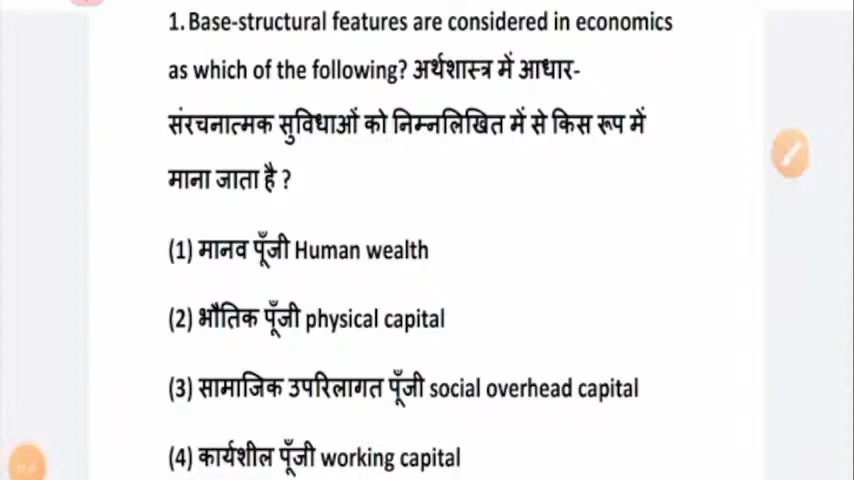 1. Base-structural features are considered in economics
as which of the following? अर्थशास्त्र में आधार-
संरचनात्मक सुविधाओं को निम्नलिखित में से किस रूप में
माना जाता है ?
(1) मानव पूँजी Human wealth
(2) भौतिक पूँजी physical capital
(3) सामाजिक उपरिलागत पूँजी social overhead capital
(4) कार्यशील पूँजी working capital